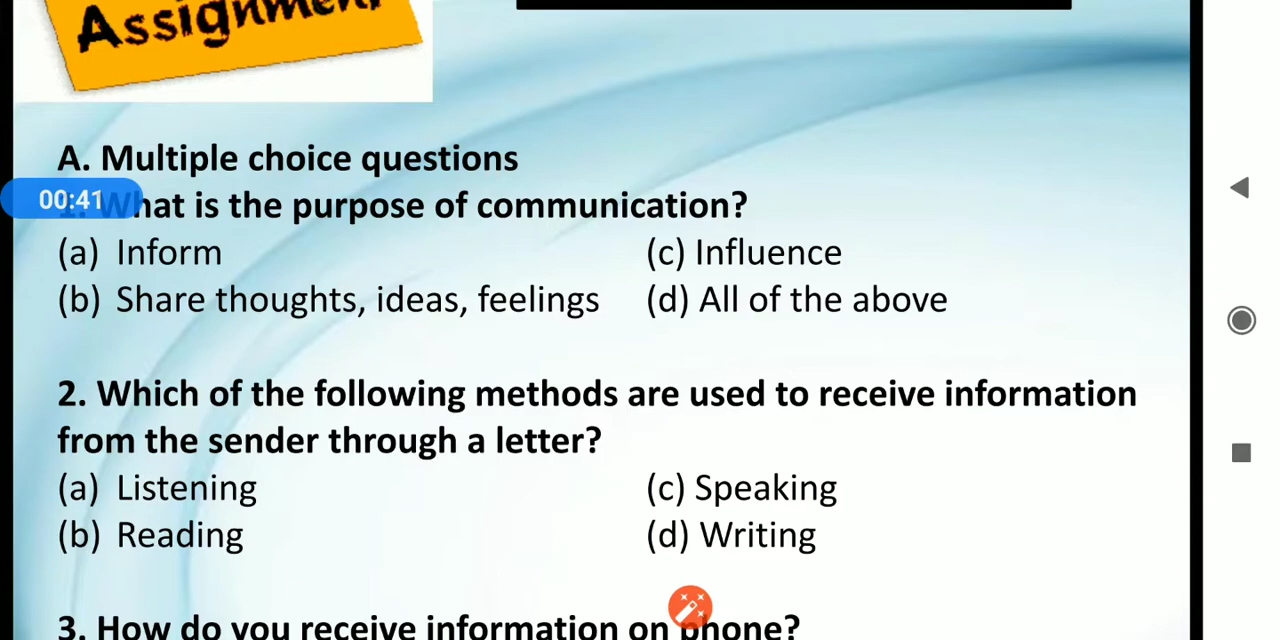 Assignment
A. Multiple choice questions
00:41
1. What is the purpose of communication?
(a) Inform (c) Influence
(b) Share thoughts, ideas, feelings (d) All of the above
2. Which of the following methods are used to receive information
from the sender through a letter?
(a) Listening (c) Speaking
(b) Reading (d) Writing
3. How do you receive information on phone?